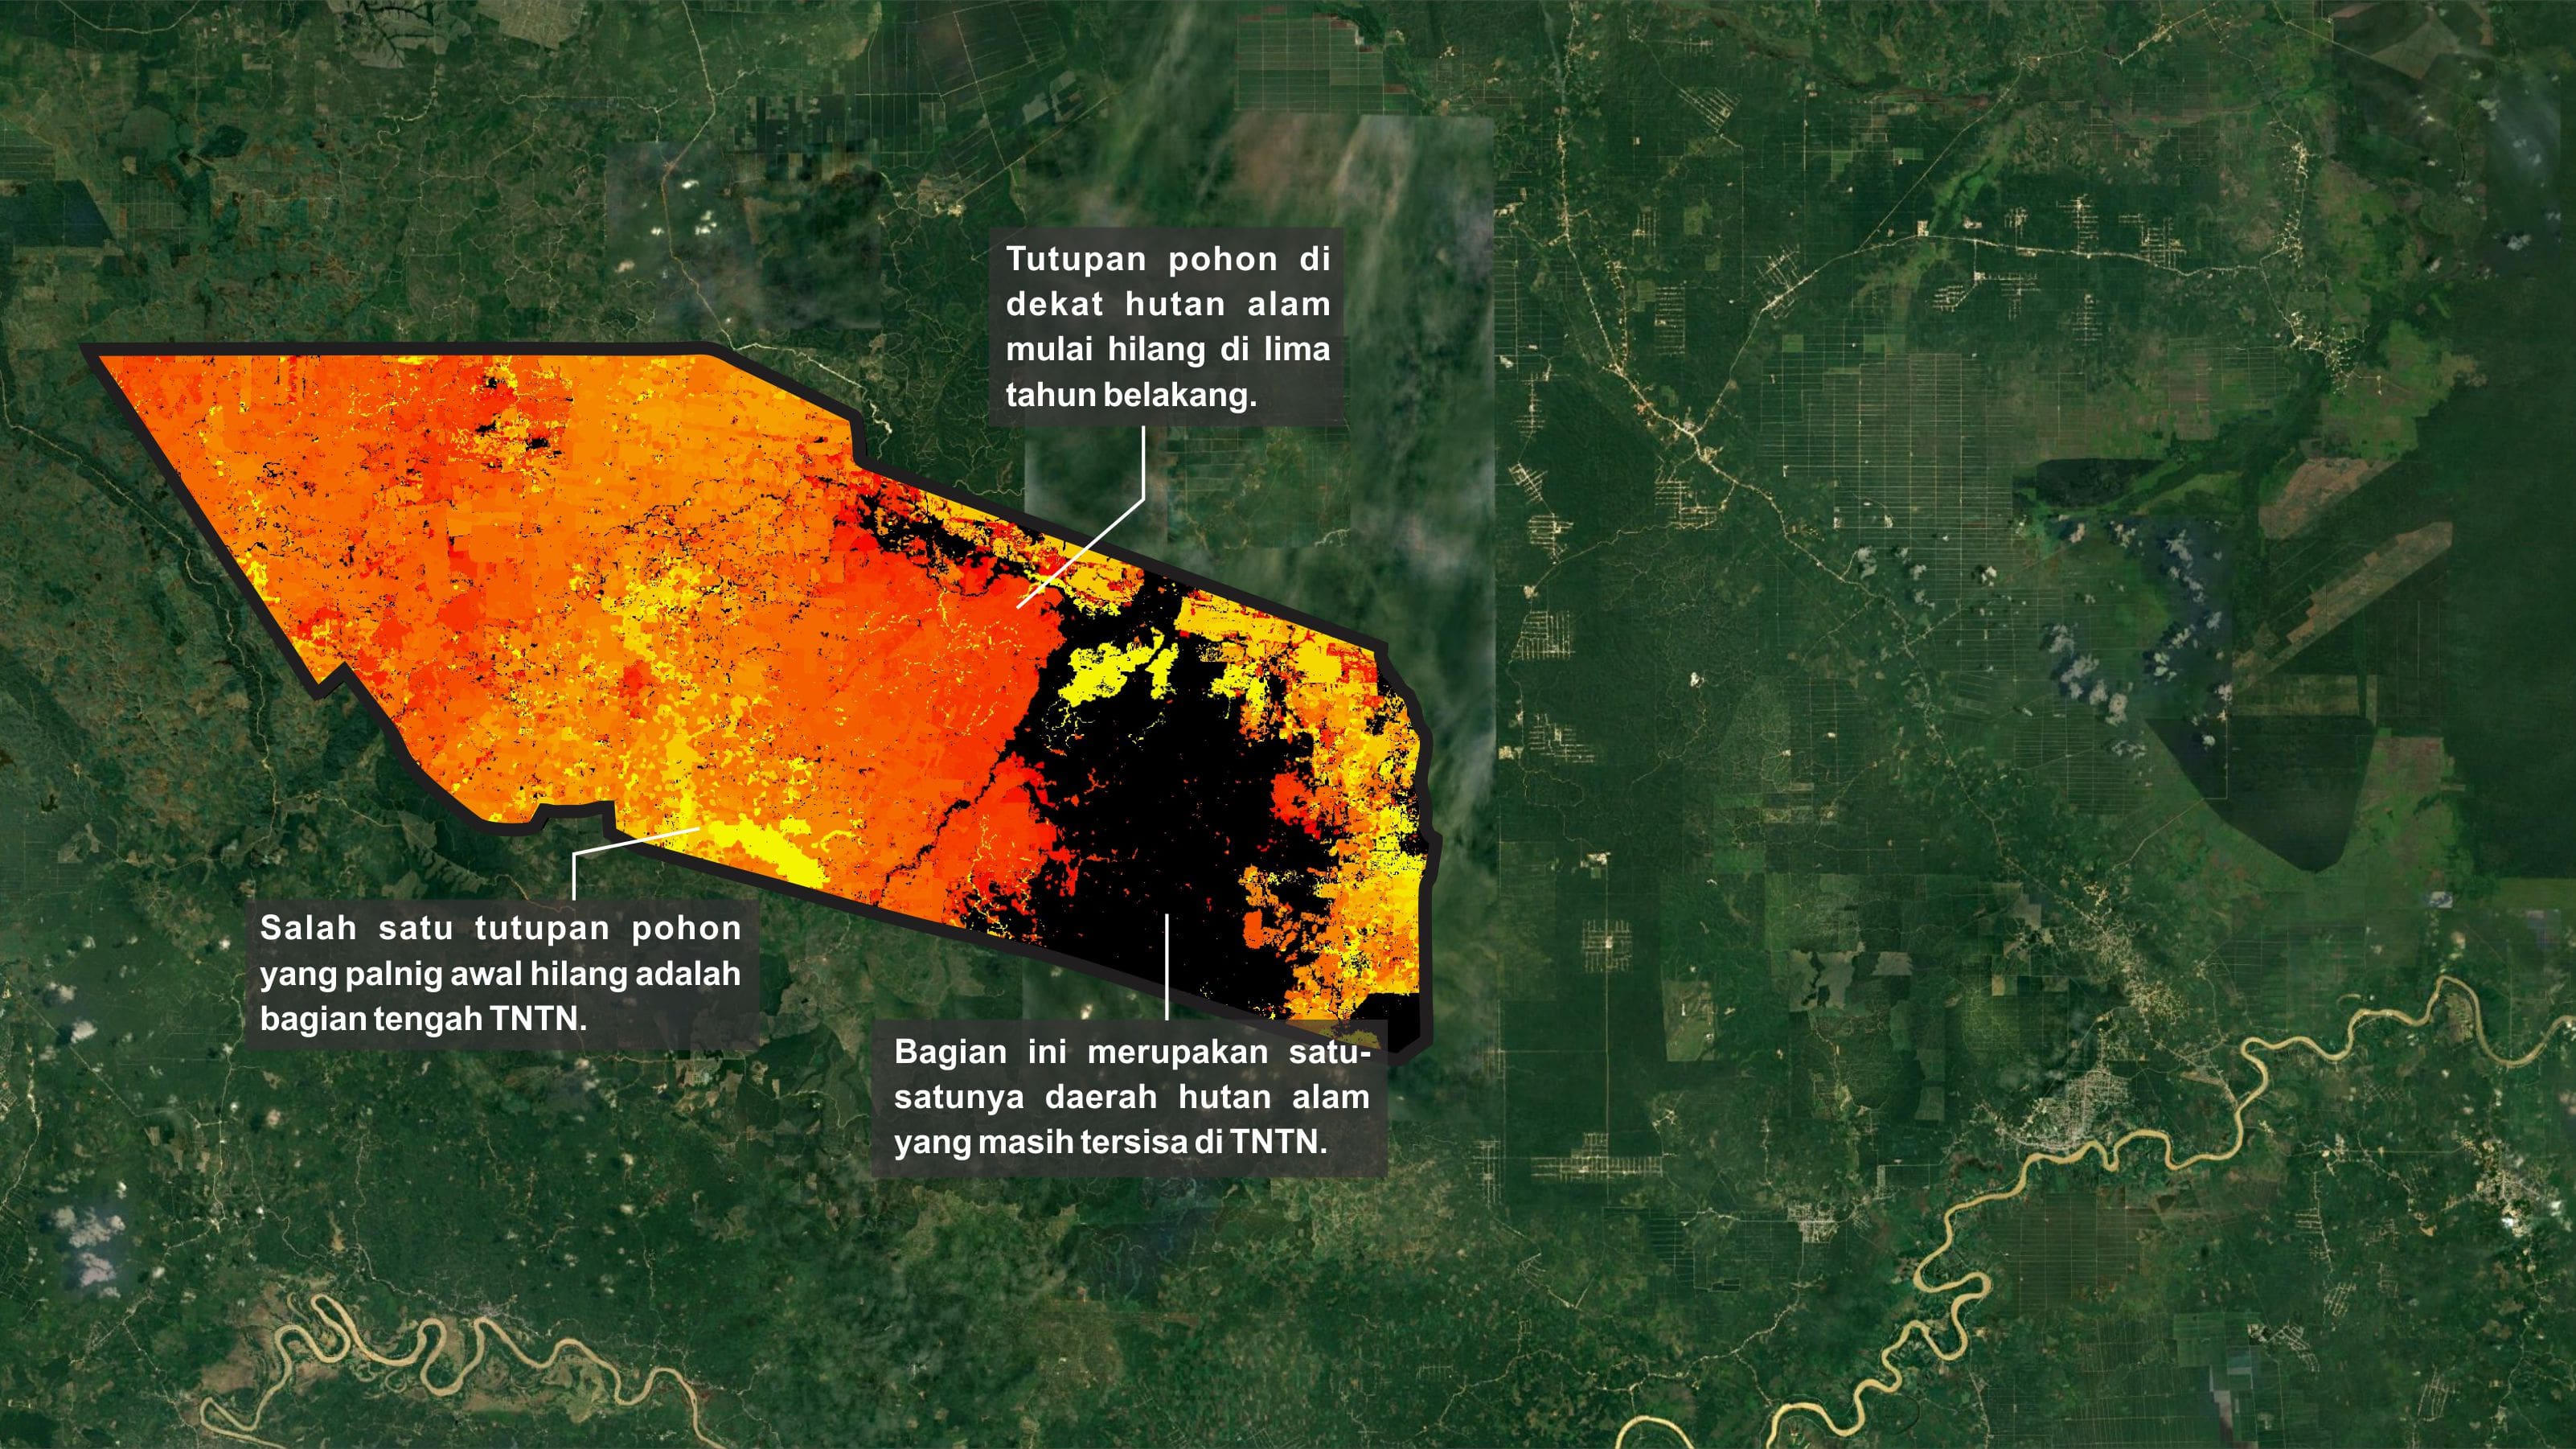 Tutupan pohon di
dekat hutan alam
mulai hilang di lima
tahun belakang.
Salah satu tutupan pohon
yang palnig awal hilang adalah
bagian tengah TNTN.
Bagian ini merupakan satu-
satunya daerah hutan alam
yang masih tersisa di TNTN.